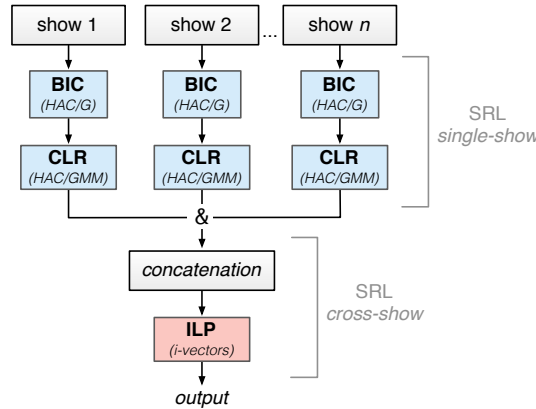 show 1
show 2
...
show n
BIC
(HAC/G)
BIC
(HAC/G)
BIC
(HAC/G)
SRL
single-show
CLR
(HAC/GMM)
CLR
(HAC/GMM)
CLR
(HAC/GMM)
&
concatenation
SRL
cross-show
ILP
(i-vectors)
output